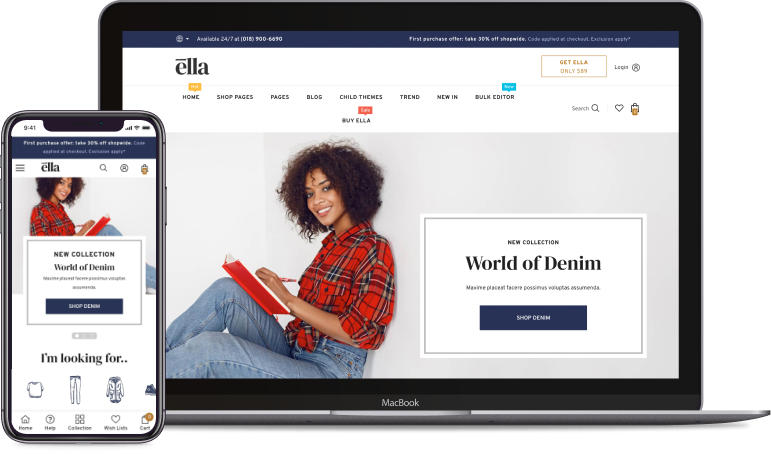 Available 24/7 at (018) 900-6690
First purchase offer: take 30% off shopwide. Code applied at checkout. Exclusion apply*
ella
GET ELLA
ONLY $89
Login
Hot
New
HOME
SHOP PAGES
PAGES
BLOG
CHILD THEMES
TREND
NEW IN
BULK EDITOR
Search
Sale
BUY ELLA
NEW COLLECTION
World of Denim
Maxime placeat facere possimus voluptas assumenda.
SHOP DENIM
MacBook
9:41
First purchase offer: take 30% off shopwide. Code
applied at checkout. Exclusion apply*
ella
NEW COLLECTION
World of Denim
Maxime placeat facere possimus voluptas
assumenda.
SHOP DENIM
I'm looking for..
Home
Help
Collection
Wish Lists
Cart